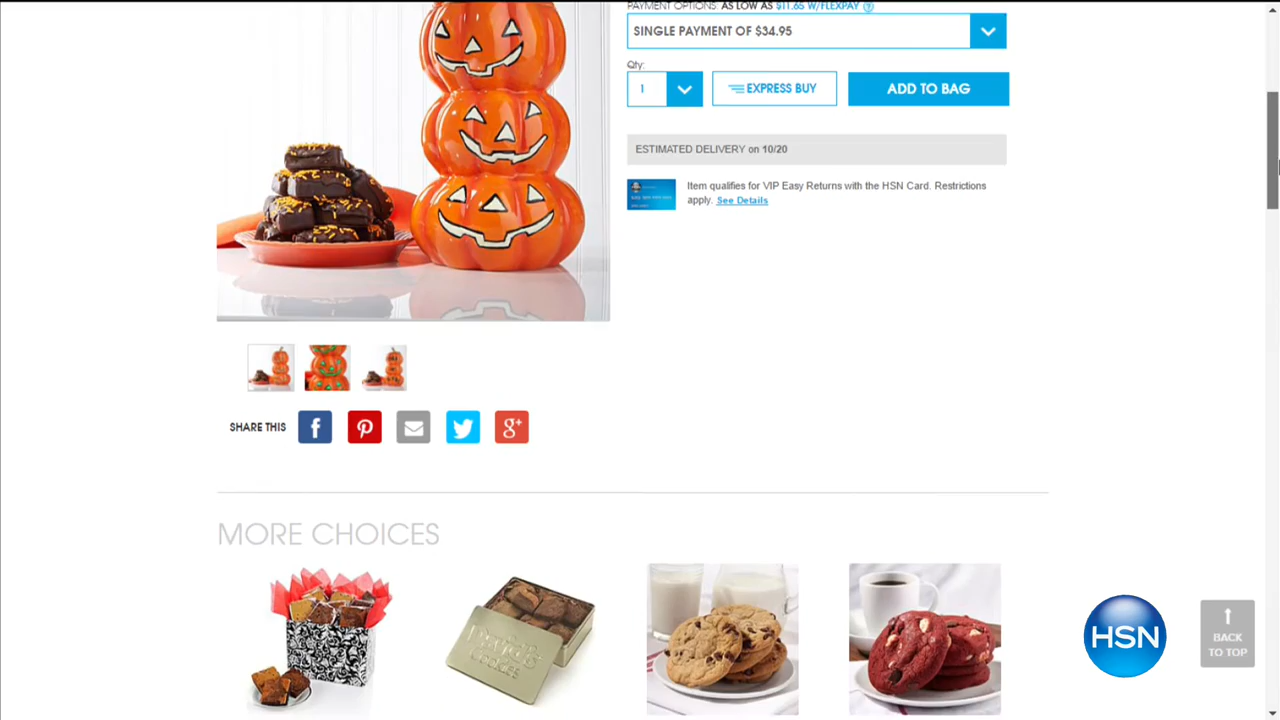 PAYMENT OPTIONS: AS LOW AS $11.65 W/FLEXPAY ?
SINGLE PAYMENT OF $34.95
Qty:
1
EXPRESS BUY
ADD TO BAG
ESTIMATED DELIVERY on 10/20
Item qualifies for VIP Easy Returns with the HSN Card. Restrictions
apply. See Details
SHARE THIS
MORE CHOICES
HSN
BACK
TO TOP